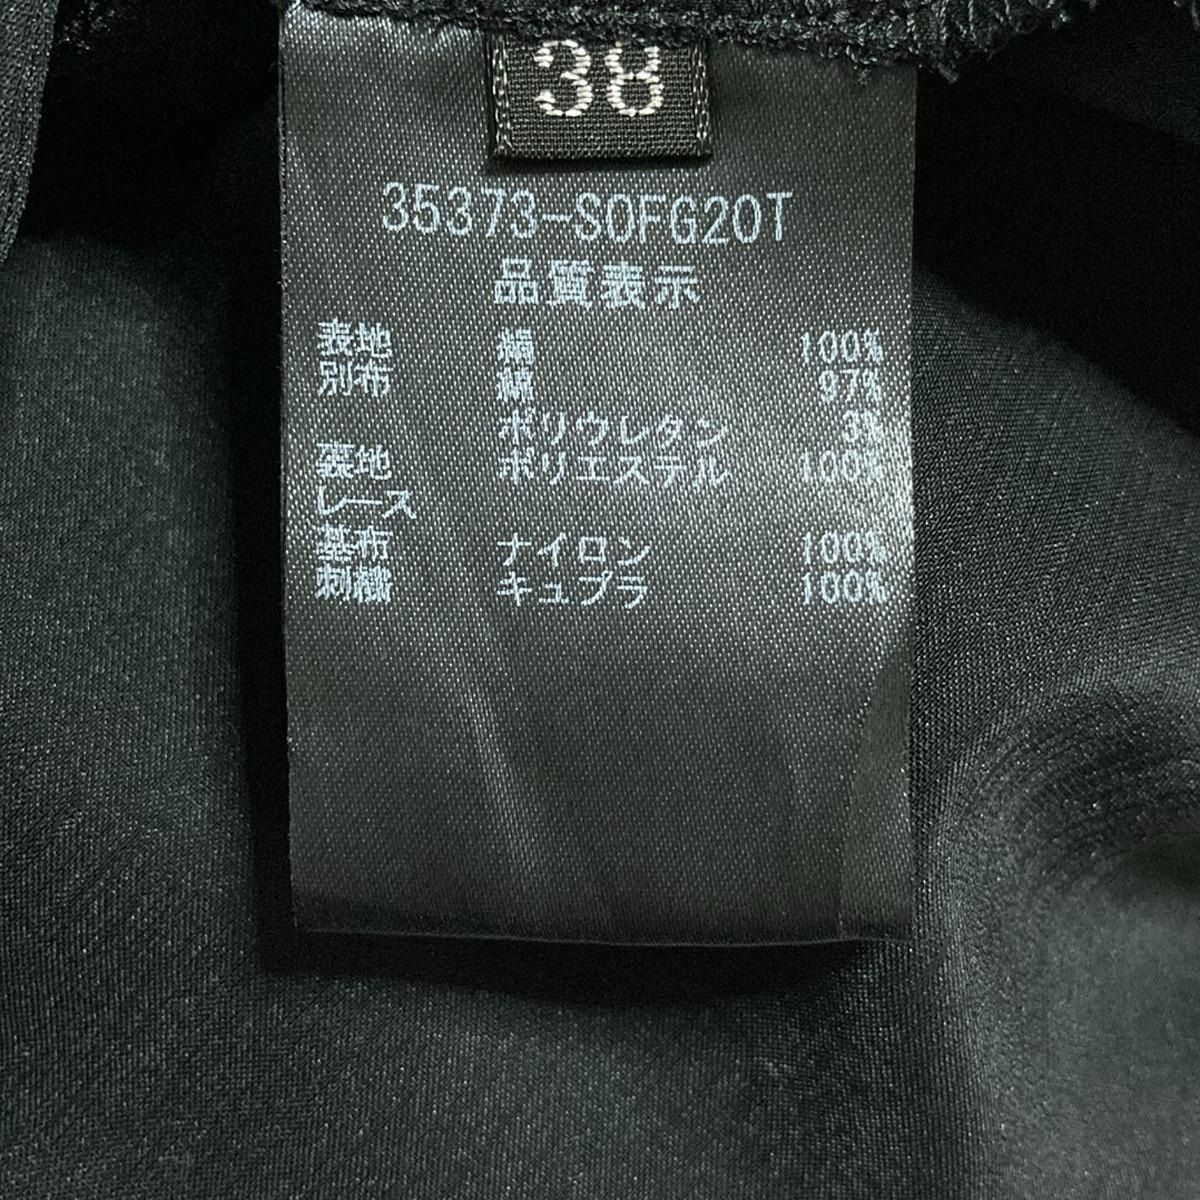 38
35373-S0FG20T
品質表示
表地 綿 100%
別布 綿 97%
ポリウレタン 3%
裏地 ポリエステル 100%
レース
基布 ナイロン 100%
刺繍 キュプラ 100%